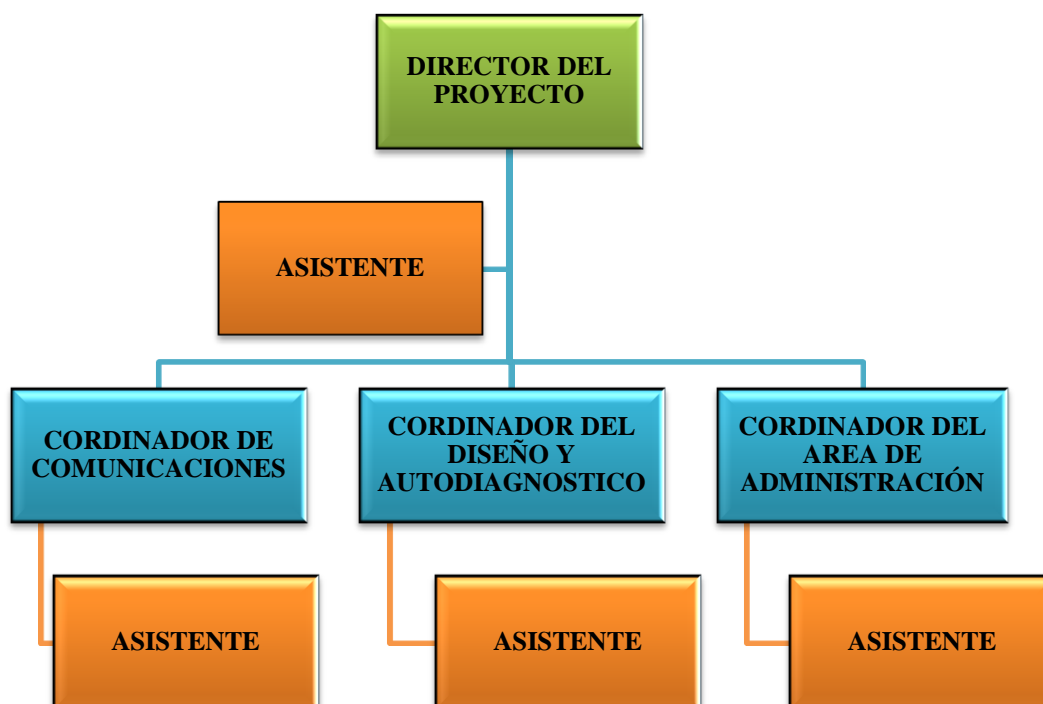 DIRECTOR DEL
PROYECTO
ASISTENTE
CORDINADOR DE
COMUNICACIONES
CORDINADOR DEL
DISEÑO Y
AUTODIAGNOSTICO
CORDINADOR DEL
AREA DE
ADMINISTRACIÓN
ASISTENTE
ASISTENTE
ASISTENTE